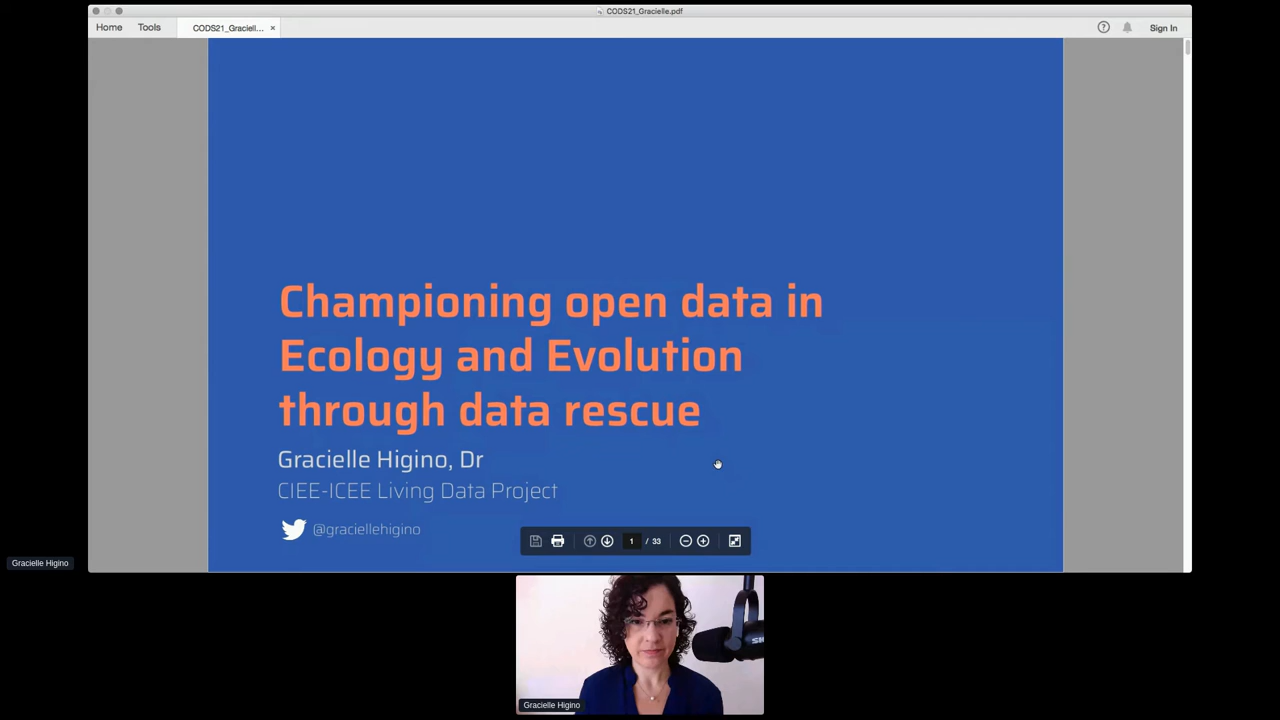 CODS21_Gracielle.pdf
Home
Tools
CODS21_Graciell...
Sign In
Championing open data in
Ecology and Evolution
through data rescue
Gracielle Higino, Dr
CIEE-ICEE Living Data Project
@graciellehigino
1 / 33
Gracielle Higino
Gracielle Higino